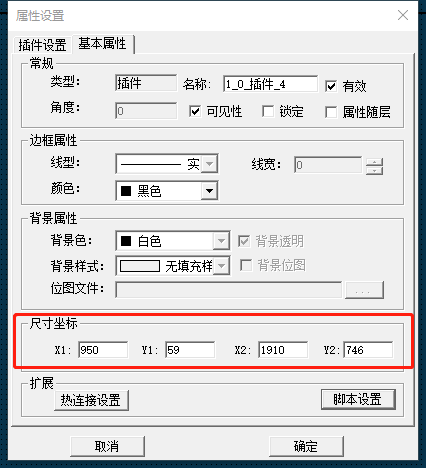 属性设置
插件设置 基本属性
常规
类型： 插件 名称: 1_0_插件_4 有效
角度： 0 可见性 锁定 属性随层
边框属性
线型： 实 线宽： 0
颜色： 黑色
背景属性
背景色： 白色 背景透明
背景样式： 无填充样 背景位图
位图文件： ...
尺寸坐标
X1: 950 Y1: 59 X2: 1910 Y2: 746
扩展
热连接设置 脚本设置
取消 确定